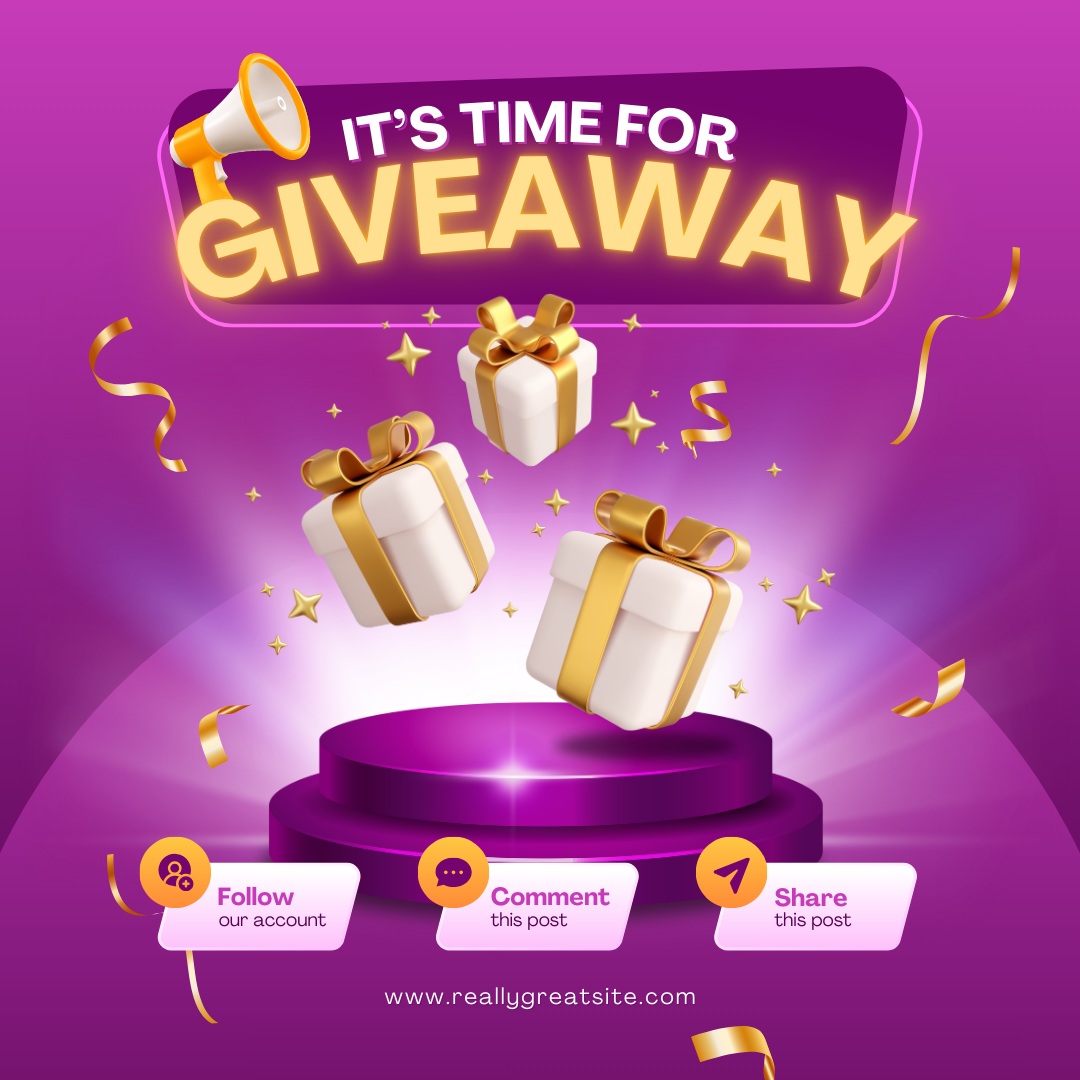 IT’S TIME FOR
GIVEAWAY
Follow
our account
Comment
this post
Share
this post
www.reallygreatsite.com